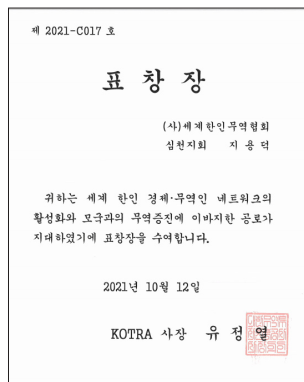 제 2021-C017 호
표 창 장
(사)세계한인무역협회
심천지회 지 용 덕
귀하는 세계 한인 경제·무역인 네트워크의
활성화와 모국과의 무역증진에 이바지한 공로가
지대하였기에 표창장을 수여합니다.
2021년 10월 12일
KOTRA 사장 유 정 열